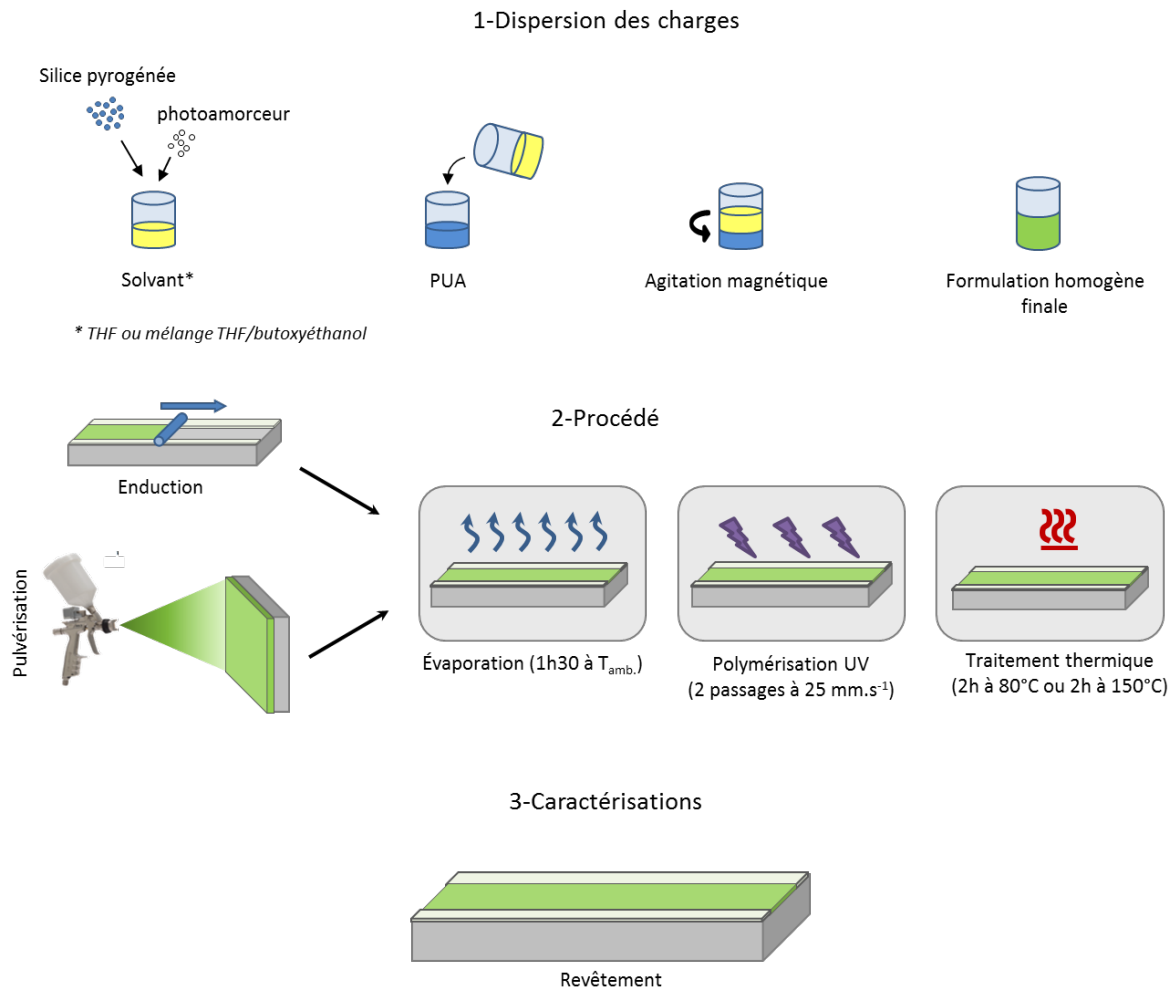 1-Dispersion des charges
Silice pyrogénée
photoamorceur
Solvant*
PUA
Agitation magnétique
Formulation homogène
finale
* THF ou mélange THF/butoxyéthanol
2-Procédé
Enduction
Pulvérisation
Évaporation (1h30 à Tamb.)
Polymérisation UV
(2 passages à 25 mm.s-1)
Traitement thermique
(2h à 80°C ou 2h à 150°C)
3-Caractérisations
Revêtement